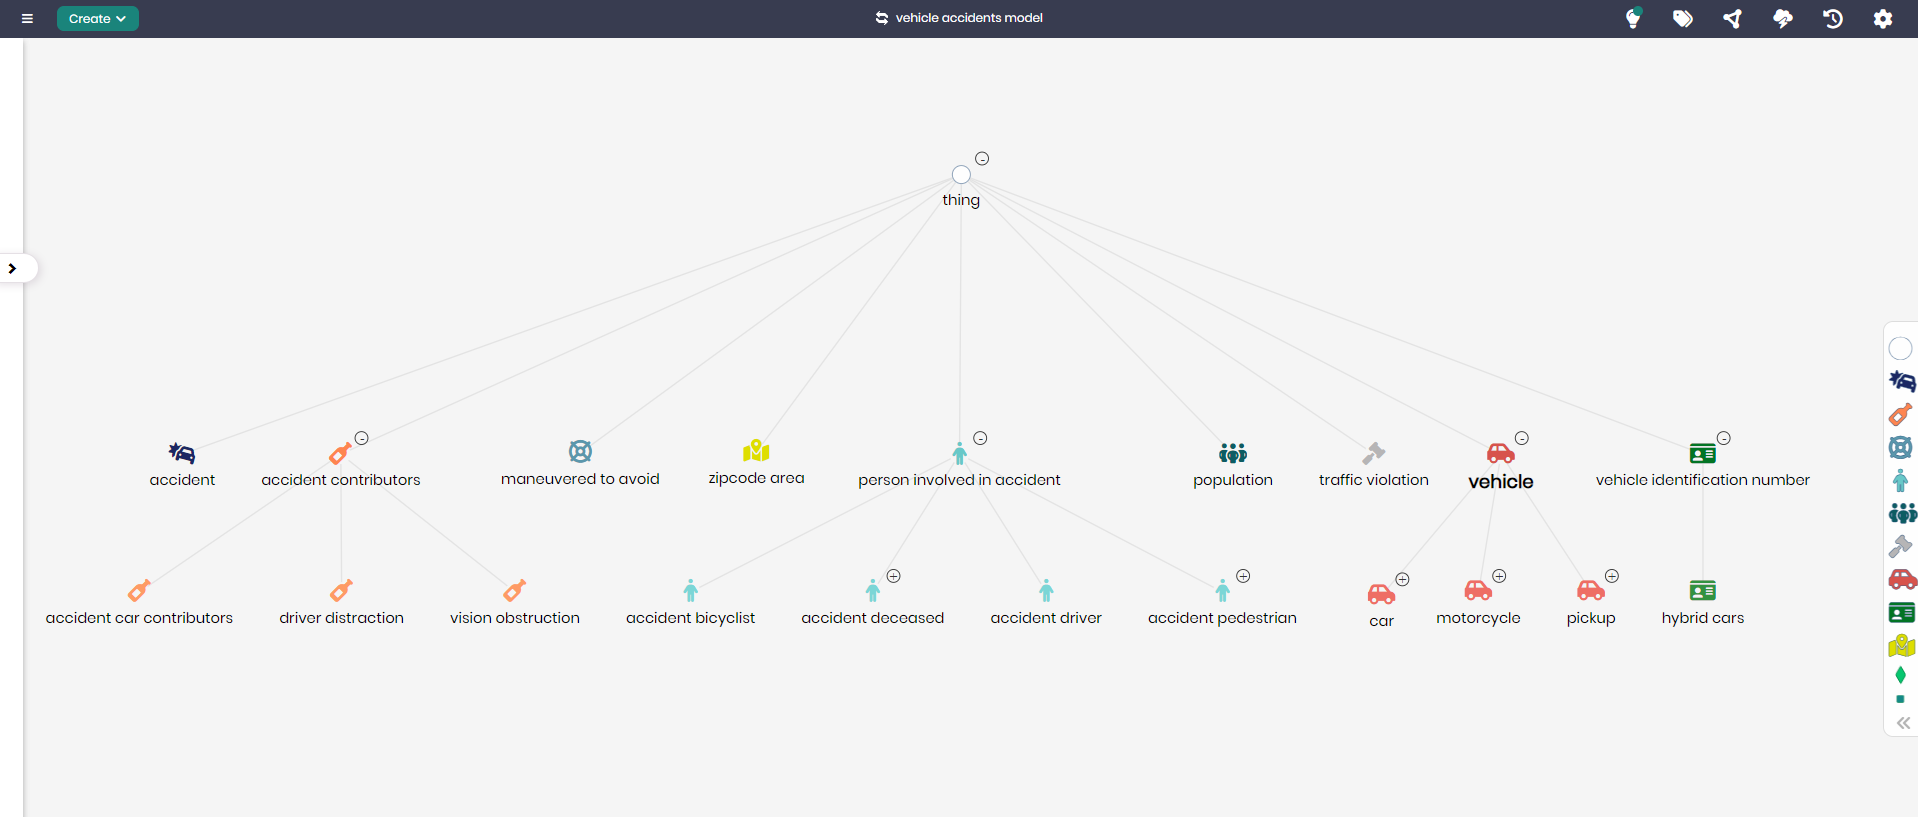 Create
vehicle accidents model
thing
accident
accident contributors
maneuvered to avoid
zipcode area
person involved in accident
population
traffic violation
vehicle
vehicle identification number
accident car contributors
driver distraction
vision obstruction
accident bicyclist
accident deceased
accident driver
accident pedestrian
car
motorcycle
pickup
hybrid cars